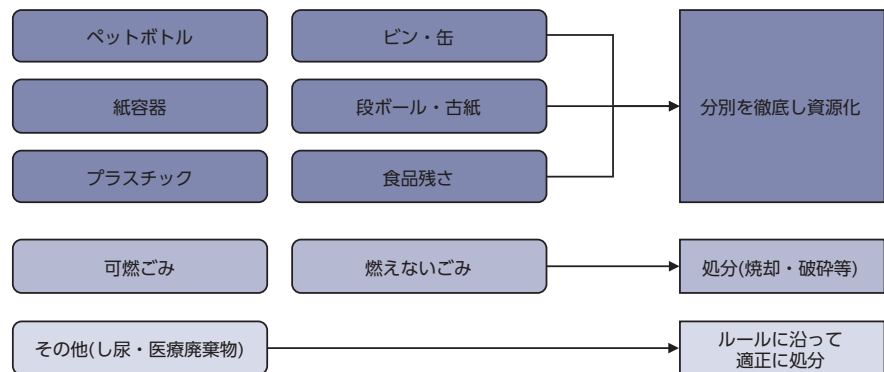 ペットボトル
ビン・缶
紙容器
段ボール・古紙
分別を徹底し資源化
プラスチック
食品残さ
可燃ごみ
燃えないごみ
処分(焼却・破砕等)
その他(し尿・医療廃棄物)
ルールに沿って
適正に処分